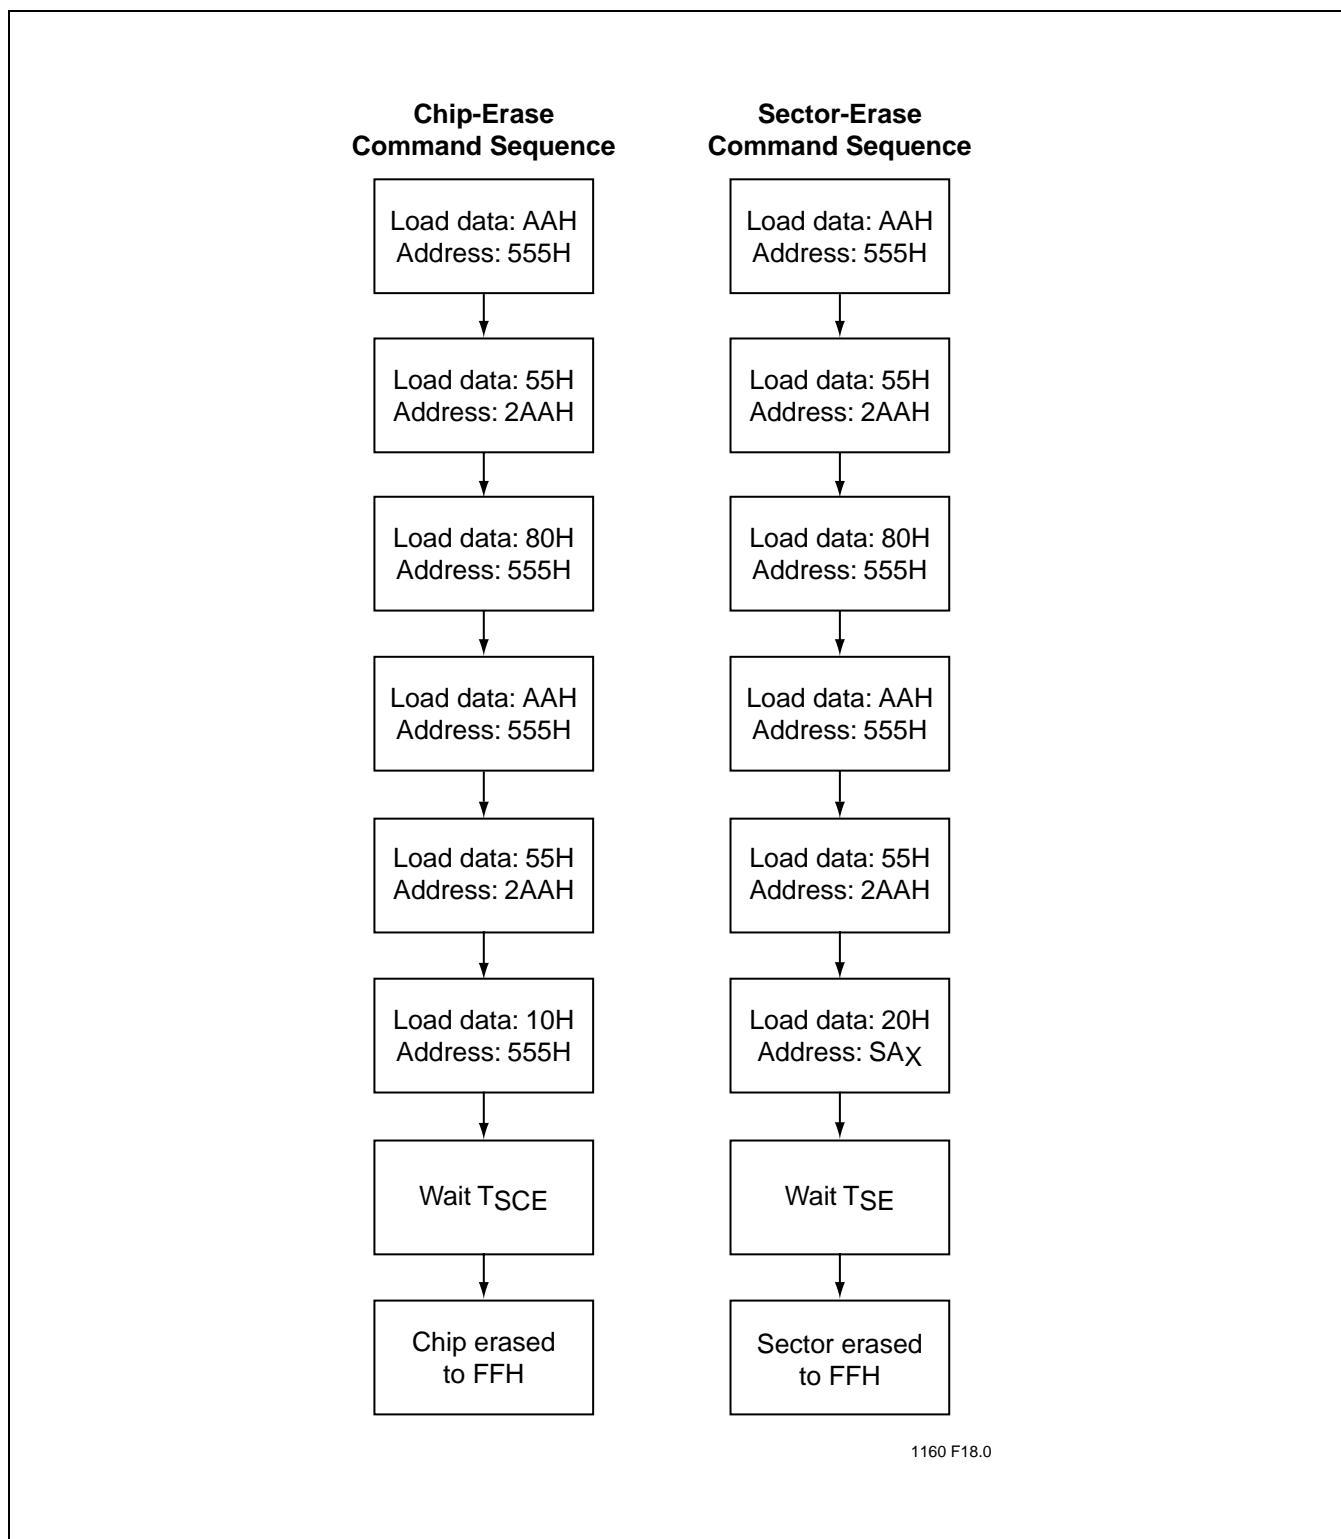 Chip-Erase
Command Sequence
Load data: AAH
Address: 555H
Load data: 55H
Address: 2AAH
Load data: 80H
Address: 555H
Load data: AAH
Address: 555H
Load data: 55H
Address: 2AAH
Load data: 10H
Address: 555H
Wait TSCE
Chip erased
to FFH
Sector-Erase
Command Sequence
Load data: AAH
Address: 555H
Load data: 55H
Address: 2AAH
Load data: 80H
Address: 555H
Load data: AAH
Address: 555H
Load data: 55H
Address: 2AAH
Load data: 20H
Address: SAX
Wait TSE
Sector erased
to FFH
1160 F18.0